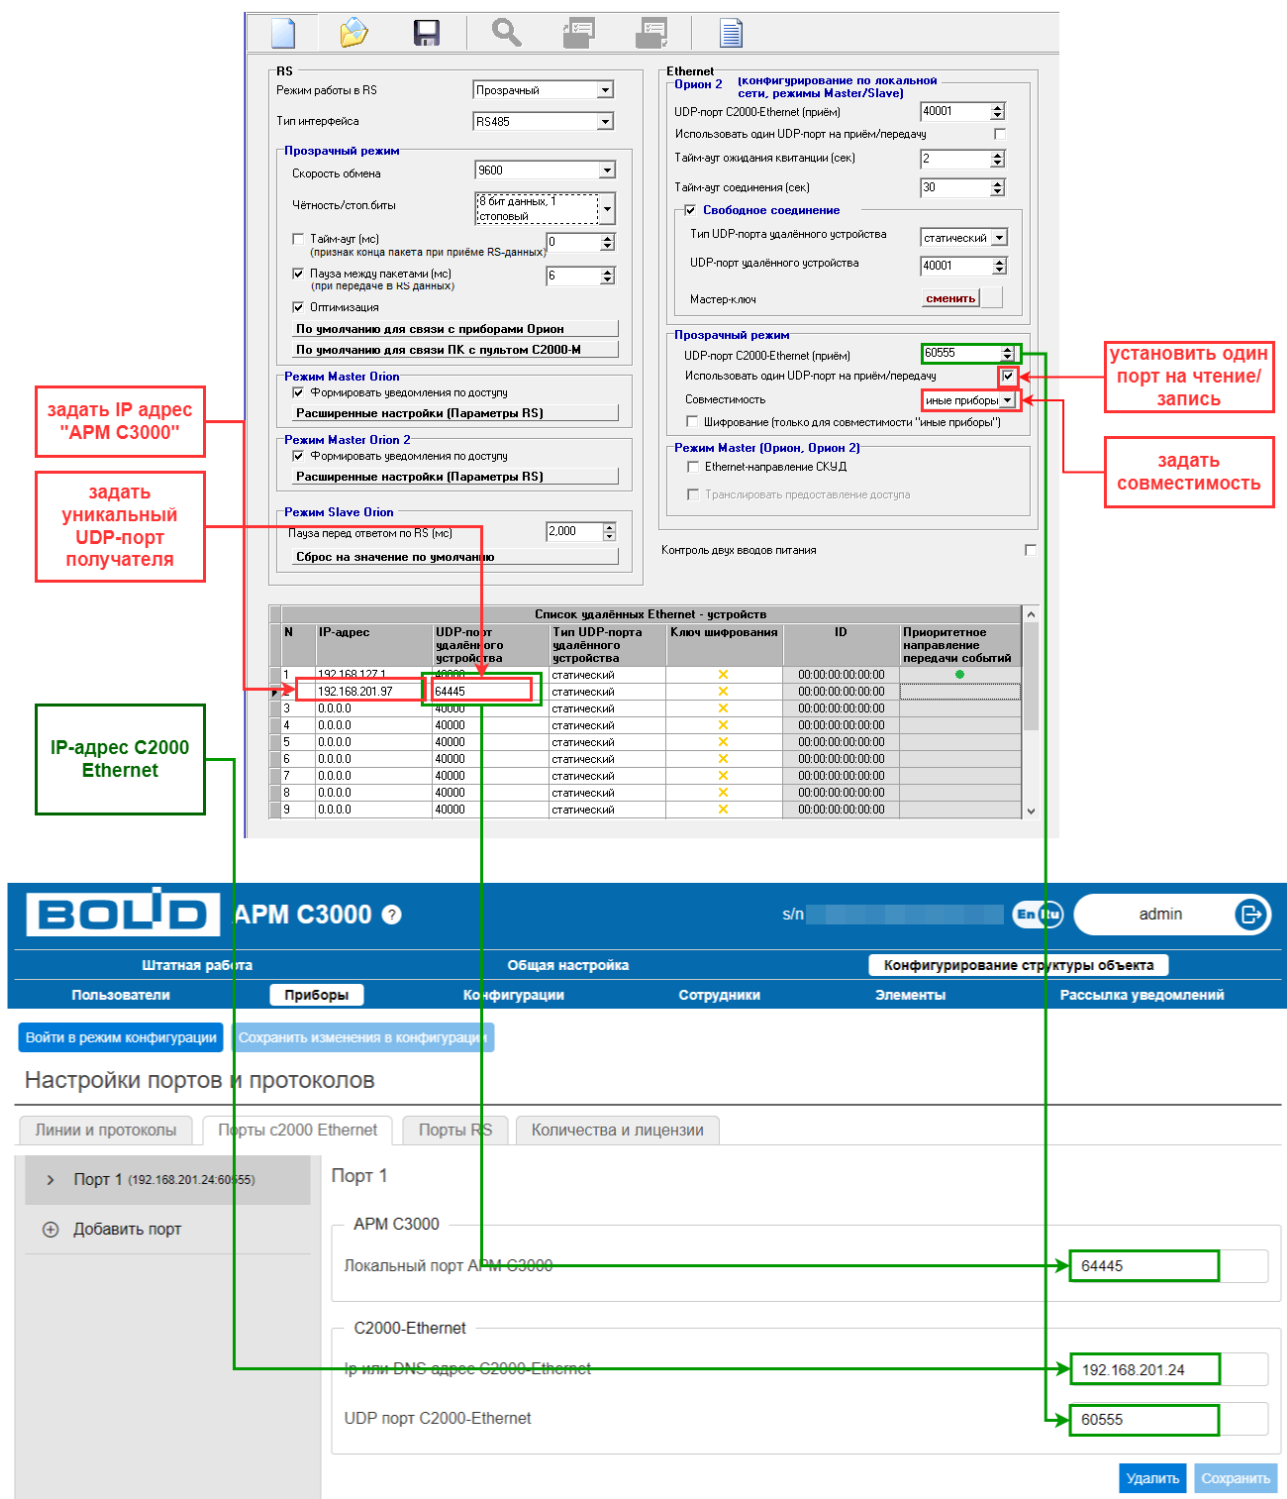 RS
Режим работы в RS
Прозрачный
Тип интерфейса
RS485
Прозрачный режим
Скорость обмена
9600
Чётность/стоп.биты
8 бит данных, 1
стоповый
Тайм-аут (мс)
(признак конца пакета при приёме RS-данных)
0
Пауза между пакетами (мс)
(при передаче в RS данных)
6
Оптимизация
По умолчанию для связи с приборами Орион
По умолчанию для связи ПК с пультом С2000-М
Режим Master Orion
Формировать уведомления по доступу
Расширенные настройки (Параметры RS)
Режим Master Orion 2
Формировать уведомления по доступу
Расширенные настройки (Параметры RS)
Режим Slave Orion
Пауза перед ответом по RS (мс)
2,000
Сброс на значение по умолчанию
Ethernet
Орион 2 (конфигурирование по локальной
сети, режимы Master/Slave)
UDP-порт С2000-Ethernet (приём)
40001
Использовать один UDP-порт на приём/передачу
Тайм-аут ожидания квитанции (сек)
2
Тайм-аут соединения (сек)
30
Свободное соединение
Тип UDP-порта удалённого устройства
статический
UDP-порт удалённого устройства
40001
Мастер-ключ
сменить
Прозрачный режим
UDP-порт С2000-Ethernet (приём)
60555
Использовать один UDP-порт на приём/передачу
Совместимость
иные приборы
Шифрование (только для совместимости "иные приборы")
Режим Master (Орион, Орион 2)
Ethernet-направление СКУД
Транслировать предоставление доступа
Контроль двух вводов питания
задать IP адрес
"АРМ С3000"
задать
уникальный
UDP-порт
получателя
IP-адрес С2000
Ethernet
установить один
порт на чтение/
запись
задать
совместимость
Список удалённых Ethernet - устройств
N IP-адрес UDP-порт удалённого устройства Тип UDP-порта удалённого устройства Ключ шифрования ID Приоритетное направление передачи событий
1 192.168.127.1 40000 статический 00:00:00:00:00:00
2 192.168.201.97 64445 статический 00:00:00:00:00:00
3 0.0.0.0 40000 статический 00:00:00:00:00:00
4 0.0.0.0 40000 статический 00:00:00:00:00:00
5 0.0.0.0 40000 статический 00:00:00:00:00:00
6 0.0.0.0 40000 статический 00:00:00:00:00:00
7 0.0.0.0 40000 статический 00:00:00:00:00:00
8 0.0.0.0 40000 статический 00:00:00:00:00:00
9 0.0.0.0 40000 статический 00:00:00:00:00:00
BOLID АРМ С3000 ? s/n En Ru admin
Штатная работа Общая настройка Конфигурирование структуры объекта
Пользователи Приборы Конфигурации Сотрудники Элементы Рассылка уведомлений
Войти в режим конфигурации Сохранить изменения в конфигурации
Настройки портов и протоколов
Линии и протоколы Порты с2000 Ethernet Порты RS Количества и лицензии
Порт 1 (192.168.201.24:60555)
Добавить порт
Порт 1
АРМ С3000
Локальный порт АРМ С3000 64445
С2000-Ethernet
Ip или DNS адрес С2000-Ethernet 192.168.201.24
UDP порт С2000-Ethernet 60555
Удалить Сохранить